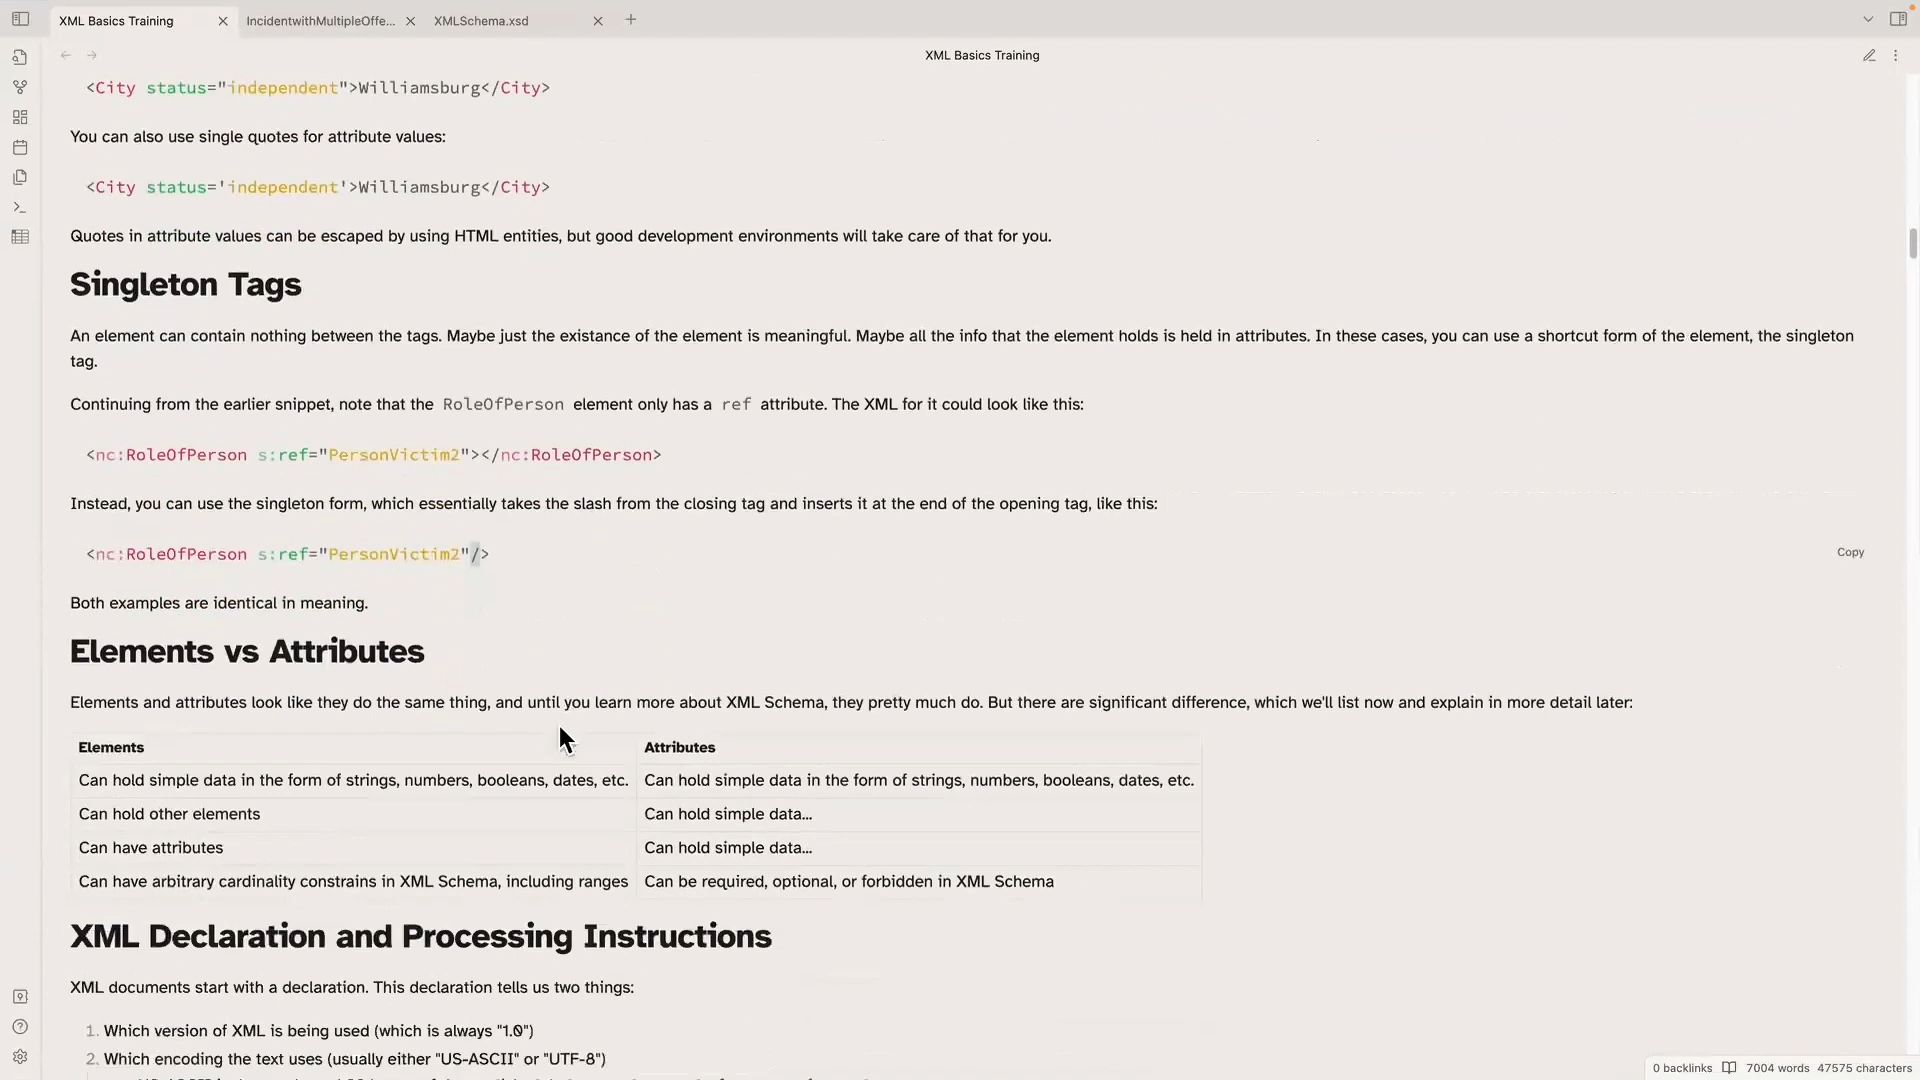 XML Basics Training
IncidentwithMultipleOffe...
XMLSchema.xsd
XML Basics Training
<City status="independent">Williamsburg</City>
You can also use single quotes for attribute values:
<City status='independent'>Williamsburg</City>
Quotes in attribute values can be escaped by using HTML entities, but good development environments will take care of that for you.
Singleton Tags
An element can contain nothing between the tags. Maybe just the existance of the element is meaningful. Maybe all the info that the element holds is held in attributes. In these cases, you can use a shortcut form of the element, the singleton
tag.
Continuing from the earlier snippet, note that the RoleOfPerson element only has a ref attribute. The XML for it could look like this:
<nc:RoleOfPerson s:ref="PersonVictim2"></nc:RoleOfPerson>
Instead, you can use the singleton form, which essentially takes the slash from the closing tag and inserts it at the end of the opening tag, like this:
<nc:RoleOfPerson s:ref="PersonVictim2"/>
Copy
Both examples are identical in meaning.
Elements vs Attributes
Elements and attributes look like they do the same thing, and until you learn more about XML Schema, they pretty much do. But there are significant difference, which we'll list now and explain in more detail later:
Elements Attributes
Can hold simple data in the form of strings, numbers, booleans, dates, etc. Can hold simple data in the form of strings, numbers, booleans, dates, etc.
Can hold other elements Can hold simple data...
Can have attributes Can hold simple data...
Can have arbitrary cardinality constrains in XML Schema, including ranges Can be required, optional, or forbidden in XML Schema
XML Declaration and Processing Instructions
XML documents start with a declaration. This declaration tells us two things:
1. Which version of XML is being used (which is always "1.0")
2. Which encoding the text uses (usually either "US-ASCII" or "UTF-8")
0 backlinks 7004 words 47575 characters